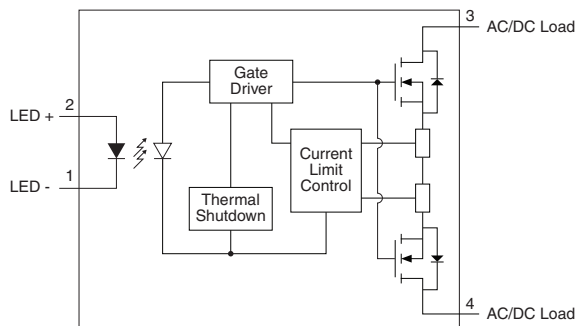 3
AC/DC Load
Gate
Driver
2
LED +
Current
Limit
Control
1
LED -
Thermal
Shutdown
4
AC/DC Load